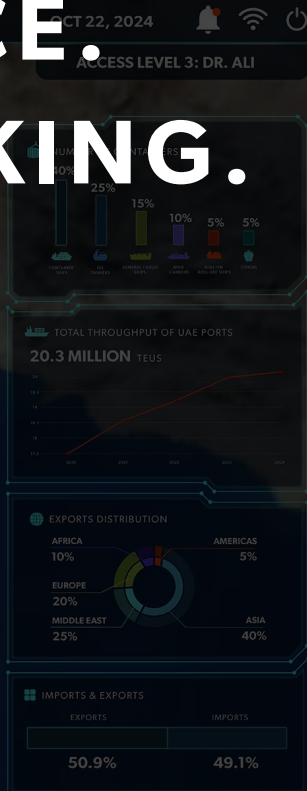 CE.
KING.
OCT 22, 2024
ACCESS LEVEL 3: DR. ALI
40%
25%
15%
10%
5%
5%
TOTAL THROUGHPUT OF UAE PORTS
20.3 MILLION TEUS
EXPORTS DISTRIBUTION
AFRICA
10%
AMERICAS
5%
EUROPE
20%
MIDDLE EAST
25%
ASIA
40%
IMPORTS & EXPORTS
EXPORTS
IMPORTS
50.9%
49.1%